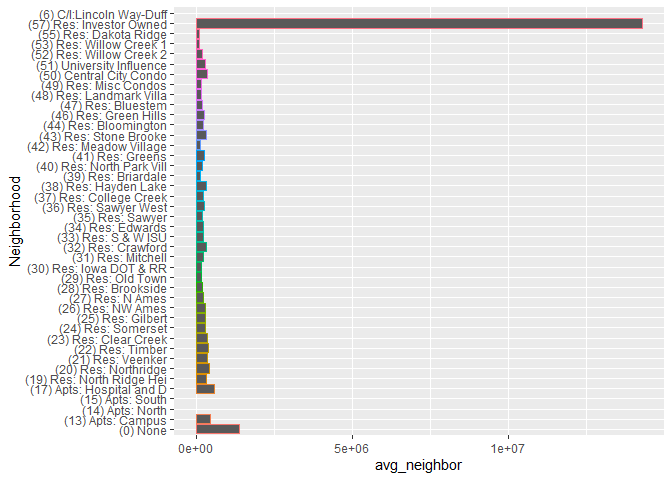 (6) C/I:Lincoln Way-Duff
(57) Res: Investor Owned
(55) Res: Dakota Ridge
(53) Res: Willow Creek 1
(52) Res: Willow Creek 2
(51) University Influence
(50) Central City Condo
(49) Res: Misc Condos
(48) Res: Landmark Villa
(47) Res: Bluestem
(46) Res: Green Hills
(44) Res: Bloomington
(43) Res: Stone Brooke
(42) Res: Meadow Village
(41) Res: Greens
(40) Res: North Park Vill
(39) Res: Briardale
(38) Res: Hayden Lake
(37) Res: College Creek
(36) Res: Sawyer West
(35) Res: Sawyer
(34) Res: Edwards
(33) Res: S & W ISU
(32) Res: Crawford
(31) Res: Mitchell
(30) Res: Iowa DOT & RR
(29) Res: Old Town
(28) Res: Brookside
(27) Res: N Ames
(26) Res: NW Ames
(25) Res: Gilbert
(24) Res: Somerset
(23) Res: Clear Creek
(22) Res: Timber
(21) Res: Veenker
(20) Res: Northridge
(19) Res: North Ridge Hei
(17) Apts: Hospital and D
(15) Apts: South
(14) Apts: North
(13) Apts: Campus
(0) None
Neighborhood
0e+00 5e+06 1e+07
avg_neighbor